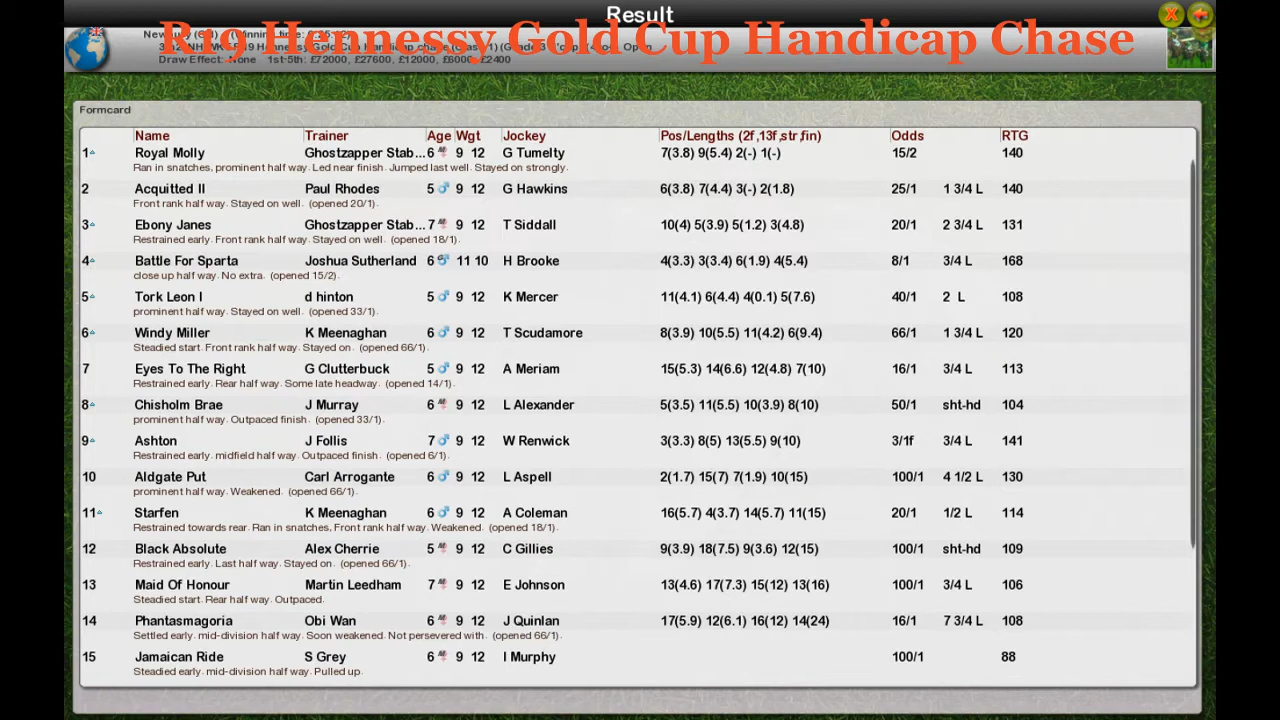 Result
R19 Hennessy Gold Cup Handicap Chase
Draw Effect: None 1st-5th: £72000, £27600, £12000, £6000, £2400
Formcard
Name Trainer Age Wgt Jockey Pos/Lengths (2f,13f,str,fin) Odds RTG
1 Royal Molly Ghostzapper Stab... 6 9 12 G Tumelty 7(3.8) 9(5.4) 2(-) 1(-) 15/2 140
Ran in snatches, prominent half way. Led near finish. Jumped last well. Stayed on strongly.
2 Acquitted II Paul Rhodes 5 9 12 G Hawkins 6(3.8) 7(4.4) 3(-) 2(1.8) 25/1 1 3/4 L 140
Front rank half way. Stayed on well. (opened 20/1).
3 Ebony Janes Ghostzapper Stab... 7 9 12 T Siddall 10(4) 5(3.9) 5(1.2) 3(4.8) 20/1 2 3/4 L 131
Restrained early. Front rank half way. Stayed on well. (opened 18/1).
4 Battle For Sparta Joshua Sutherland 6 11 10 H Brooke 4(3.3) 3(3.4) 6(1.9) 4(5.4) 8/1 3/4 L 168
close up half way. No extra. (opened 15/2).
5 Tork Leon I d hinton 5 9 12 K Mercer 11(4.1) 6(4.4) 4(0.1) 5(7.6) 40/1 2 L 108
prominent half way. Stayed on well. (opened 33/1).
6 Windy Miller K Meenaghan 6 9 12 T Scudamore 8(3.9) 10(5.5) 11(4.2) 6(9.4) 66/1 1 3/4 L 120
Steadied start. Front rank half way. Stayed on. (opened 66/1).
7 Eyes To The Right G Clutterbuck 5 9 12 A Meriam 15(5.3) 14(6.6) 12(4.8) 7(10) 16/1 3/4 L 113
Restrained early. Rear half way. Some late headway. (opened 14/1).
8 Chisholm Brae J Murray 6 9 12 L Alexander 5(3.5) 11(5.5) 10(3.9) 8(10) 50/1 sht-hd 104
prominent half way. Outpaced finish. (opened 33/1).
9 Ashton J Follis 7 9 12 W Renwick 3(3.3) 8(5) 13(5.5) 9(10) 3/1f 3/4 L 141
Restrained early. midfield half way. Outpaced finish. (opened 6/1).
10 Aldgate Put Carl Arrogante 6 9 12 L Aspell 2(1.7) 15(7) 7(1.9) 10(15) 100/1 4 1/2 L 130
prominent half way. Weakened. (opened 66/1).
11 Starfen K Meenaghan 6 9 12 A Coleman 16(5.7) 4(3.7) 14(5.7) 11(15) 20/1 1/2 L 114
Restrained towards rear. Ran in snatches, Front rank half way. Weakened. (opened 18/1).
12 Black Absolute Alex Cherrie 5 9 12 C Gillies 9(3.9) 18(7.5) 9(3.6) 12(15) 100/1 sht-hd 109
Restrained early. Last half way. Stayed on. (opened 66/1).
13 Maid Of Honour Martin Leedham 7 9 12 E Johnson 13(4.6) 17(7.3) 15(12) 13(16) 100/1 3/4 L 106
Steadied start. Rear half way. Outpaced.
14 Phantasmagoria Obi Wan 6 9 12 J Quinlan 17(5.9) 12(6.1) 16(12) 14(24) 16/1 7 3/4 L 108
Settled early. mid-division half way. Soon weakened. Not persevered with. (opened 66/1).
15 Jamaican Ride S Grey 6 9 12 I Murphy 100/1 88
Steadied early. mid-division half way. Pulled up.